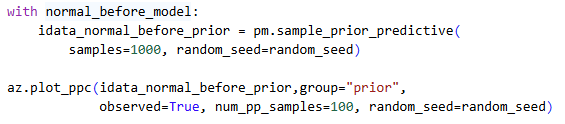 with normal_before_model:
    idata_normal_before_prior = pm.sample_prior_predictive(
        samples=1000, random_seed=random_seed)

az.plot_ppc(idata_normal_before_prior,group="prior",
            observed=True, num_pp_samples=100, random_seed=random_seed)